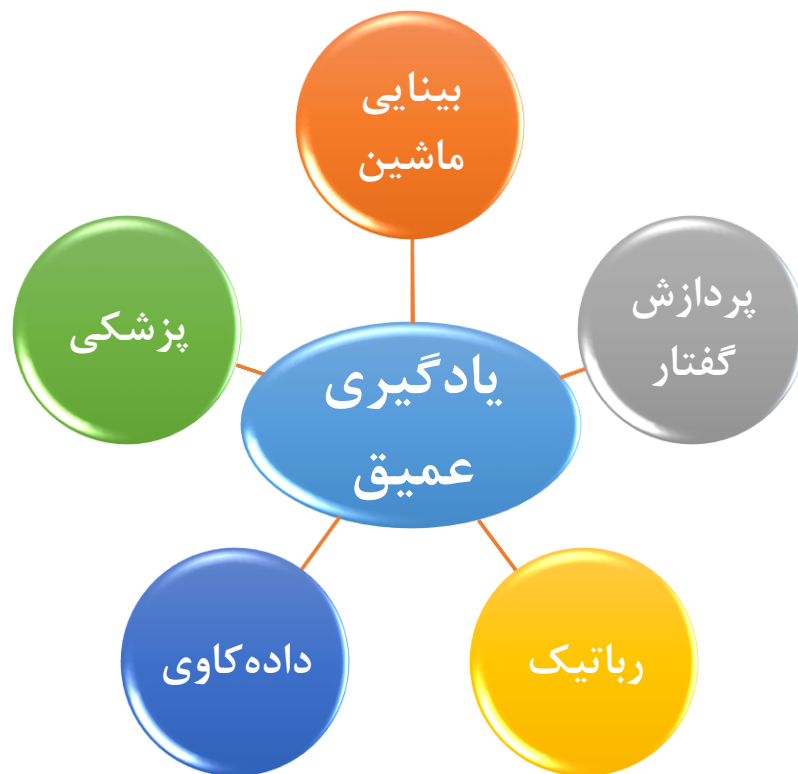 بینایی
ماشین
پردازش
گفتار
پزشکی
یادگیری
عمیق
داده‌کاوی
رباتیک